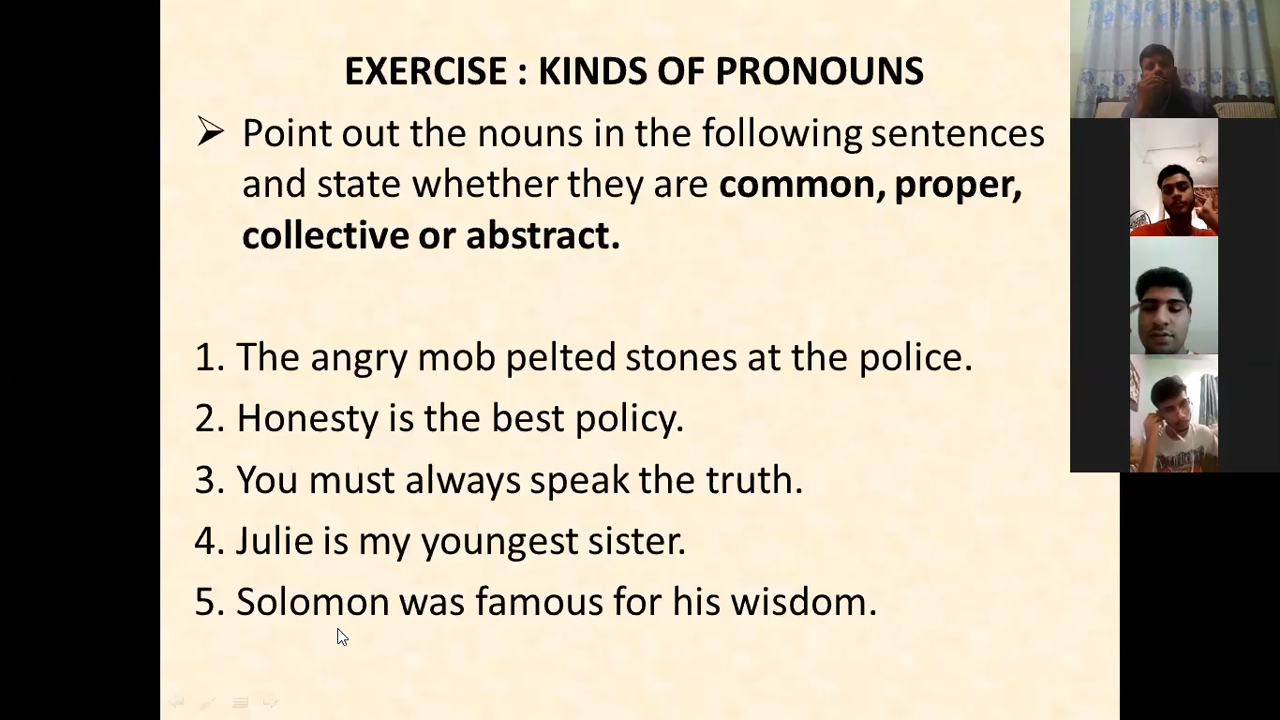 EXERCISE : KINDS OF PRONOUNS
➢ Point out the nouns in the following sentences
and state whether they are common, proper,
collective or abstract.
1. The angry mob pelted stones at the police.
2. Honesty is the best policy.
3. You must always speak the truth.
4. Julie is my youngest sister.
5. Solomon was famous for his wisdom.